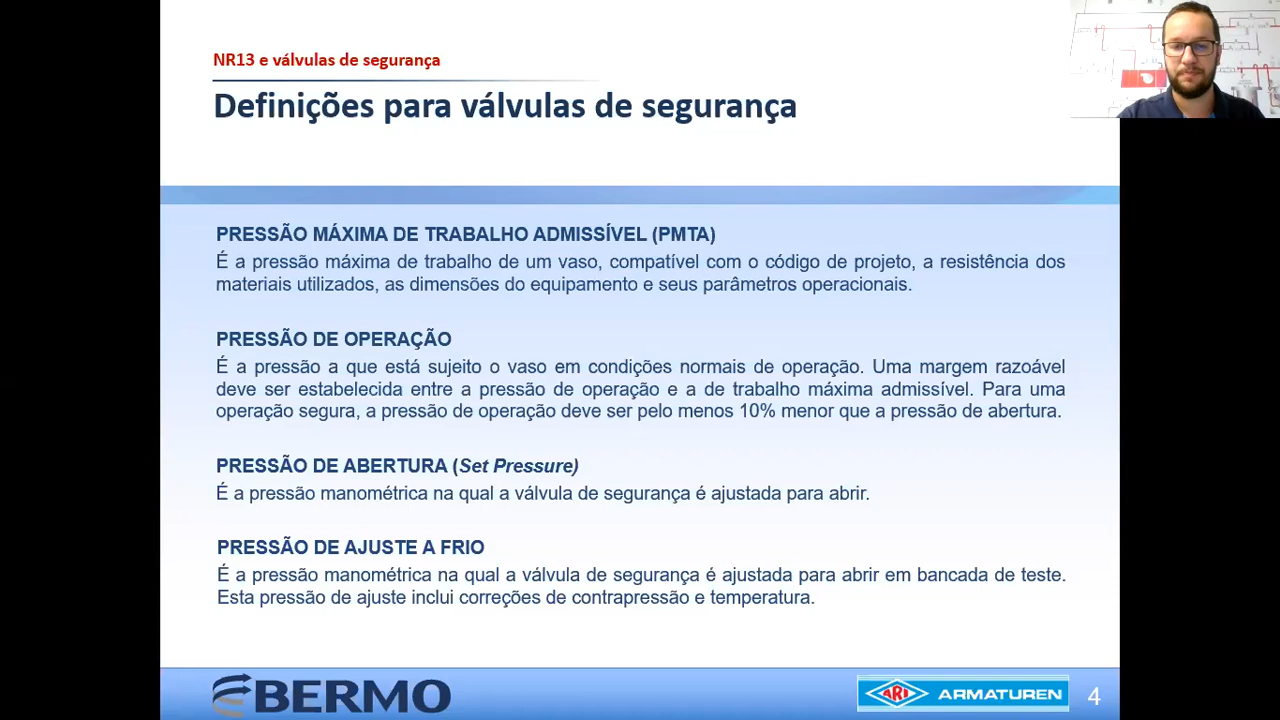 NR13 e válvulas de segurança
Definições para válvulas de segurança
PRESSÃO MÁXIMA DE TRABALHO ADMISSÍVEL (PMTA)
É a pressão máxima de trabalho de um vaso, compatível com o código de projeto, a resistência dos
materiais utilizados, as dimensões do equipamento e seus parâmetros operacionais.
PRESSÃO DE OPERAÇÃO
É a pressão a que está sujeito o vaso em condições normais de operação. Uma margem razoável
deve ser estabelecida entre a pressão de operação e a de trabalho máxima admissível. Para uma
operação segura, a pressão de operação deve ser pelo menos 10% menor que a pressão de abertura.
PRESSÃO DE ABERTURA (Set Pressure)
É a pressão manométrica na qual a válvula de segurança é ajustada para abrir.
PRESSÃO DE AJUSTE A FRIO
É a pressão manométrica na qual a válvula de segurança é ajustada para abrir em bancada de teste.
Esta pressão de ajuste inclui correções de contrapressão e temperatura.
BERMO
ARI ARMATUREN
4